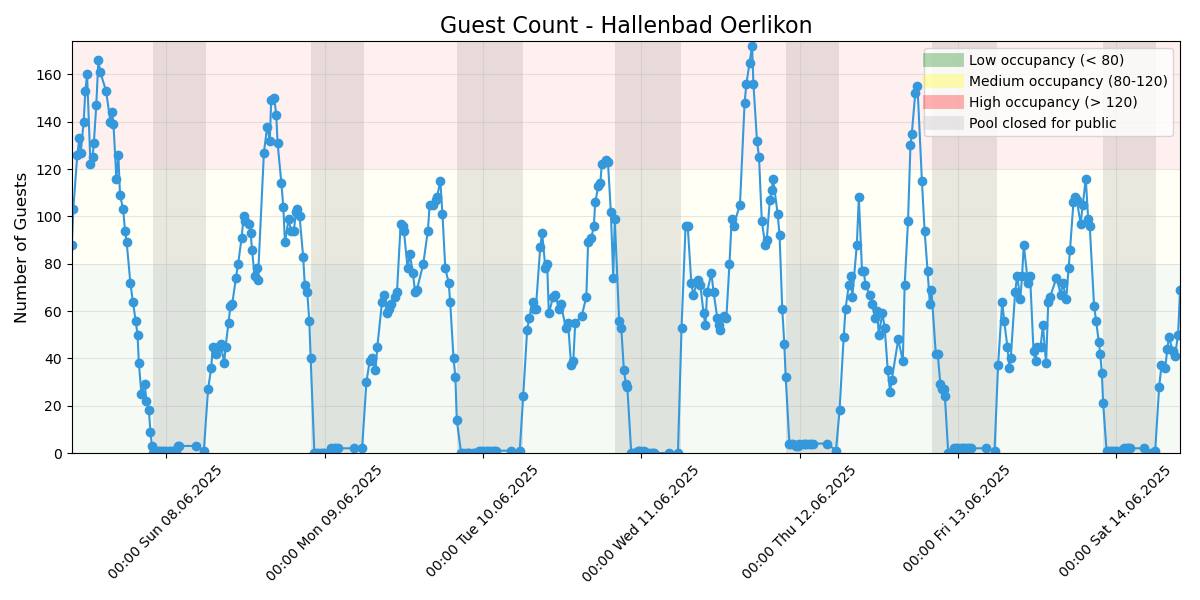 Guest Count - Hallenbad Oerlikon
Low occupancy (< 80)
Medium occupancy (80-120)
High occupancy (> 120)
Pool closed for public
Number of Guests
160
140
120
100
80
60
40
20
0
00:00 Sun 08.06.2025
00:00 Mon 09.06.2025
00:00 Tue 10.06.2025
00:00 Wed 11.06.2025
00:00 Thu 12.06.2025
00:00 Fri 13.06.2025
00:00 Sat 14.06.2025